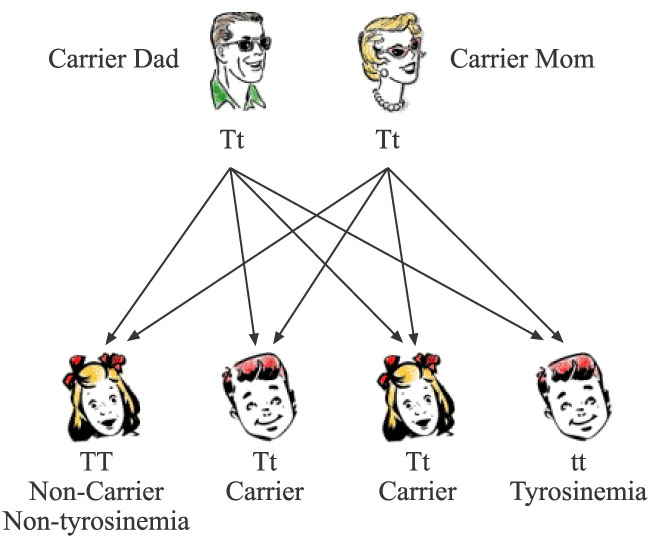 Carrier Dad
Carrier Mom
Tt
Tt
TT
Non-Carrier
Non-tyrosinemia
Tt
Carrier
Tt
Carrier
tt
Tyrosinemia